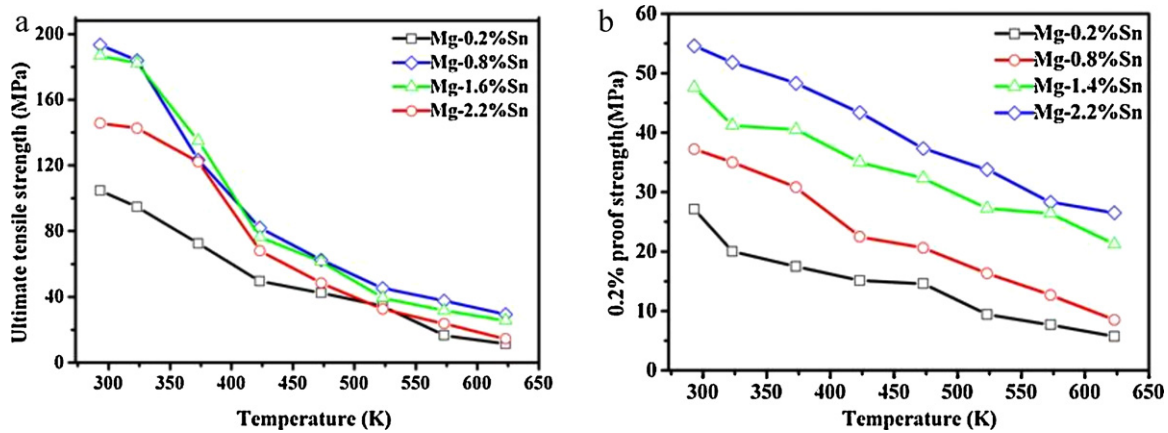 a
Ultimate tensile strength (MPa)
200
160
120
80
40
0
300 350 400 450 500 550 600 650
Temperature (K)
Mg-0.2%Sn
Mg-0.8%Sn
Mg-1.6%Sn
Mg-2.2%Sn
b
0.2% proof strength(MPa)
60
50
40
30
20
10
0
300 350 400 450 500 550 600 650
Temperature (K)
Mg-0.2%Sn
Mg-0.8%Sn
Mg-1.4%Sn
Mg-2.2%Sn